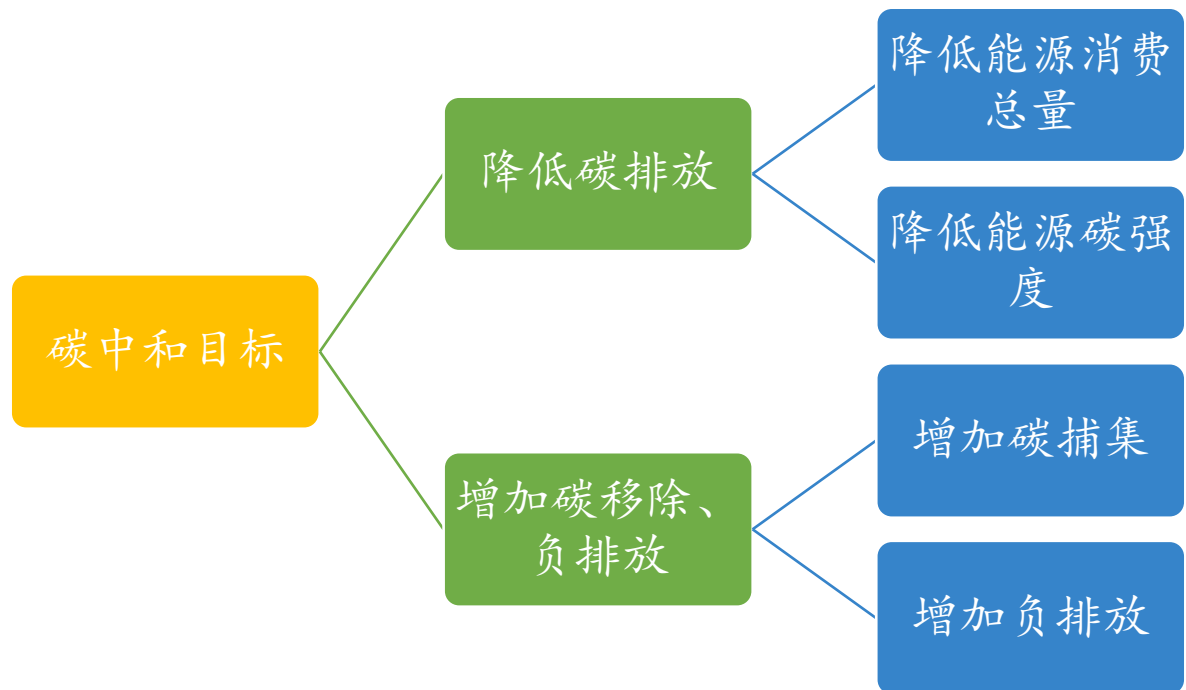 降低能源消费
总量
降低碳排放
降低能源碳强
度
碳中和目标
增加碳捕集
增加碳移除、
负排放
增加负排放